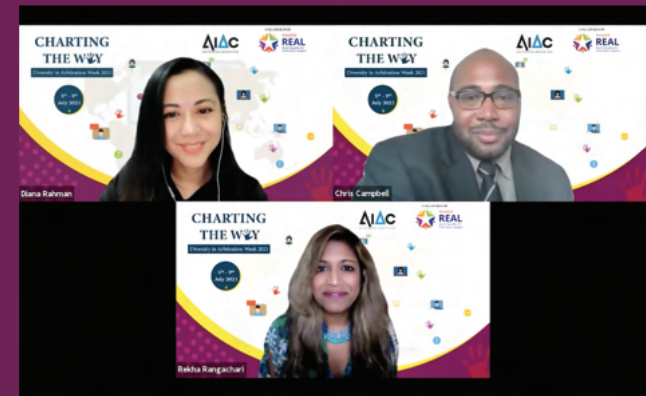 CHARTING
THE WAY
Diversity in Arbitration Week 2021
5th - 9th
July 2021
AIAC
REAL
Diana Rahman
CHARTING
THE WAY
Diversity in Arbitration Week 2021
5th - 9th
July 2021
AIAC
REAL
Chris Campbell
CHARTING
THE WAY
Diversity in Arbitration Week 2021
5th - 9th
July 2021
AIAC
REAL
Rekha Rangachari